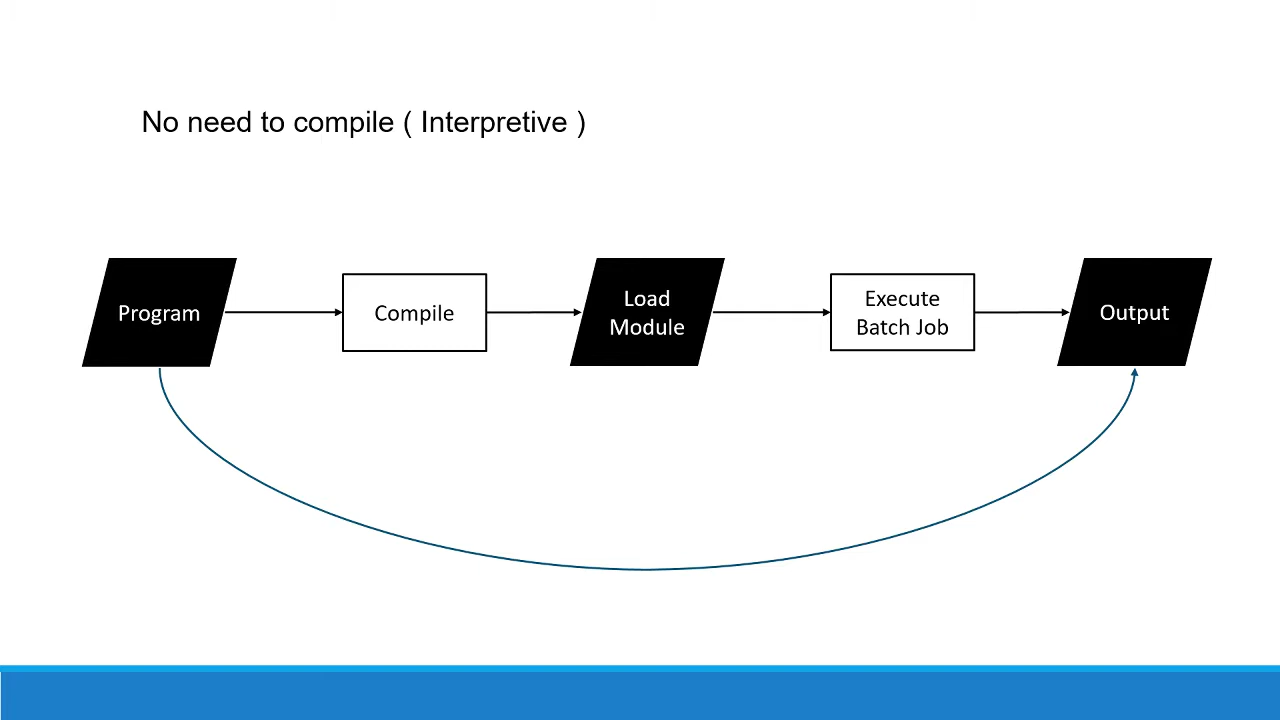 No need to compile ( Interpretive )
Program
Compile
Load
Module
Execute
Batch Job
Output